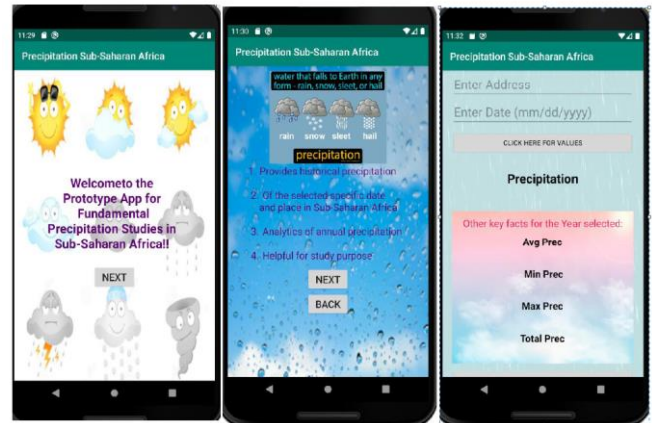 11:29
Precipitation Sub-Saharan Africa
Welcometo the
Prototype App for
Fundamental
Precipitation Studies in
Sub-Saharan Africa!!
NEXT
11:30
Precipitation Sub-Saharan Africa
water that falls to Earth in any
form - rain, snow, sleet, or hail
rain snow sleet hail
precipitation
1. Provides historical precipitation
2. Of the selected specific date
and place in Sub-Saharan Africa
3. Analytics of annual precipitation
4. Helpful for study purpose
NEXT
BACK
11:32
Precipitation Sub-Saharan Africa
Enter Address
Enter Date (mm/dd/yyyy)
CLICK HERE FOR VALUES
Precipitation
Other key facts for the Year selected:
Avg Prec
Min Prec
Max Prec
Total Prec